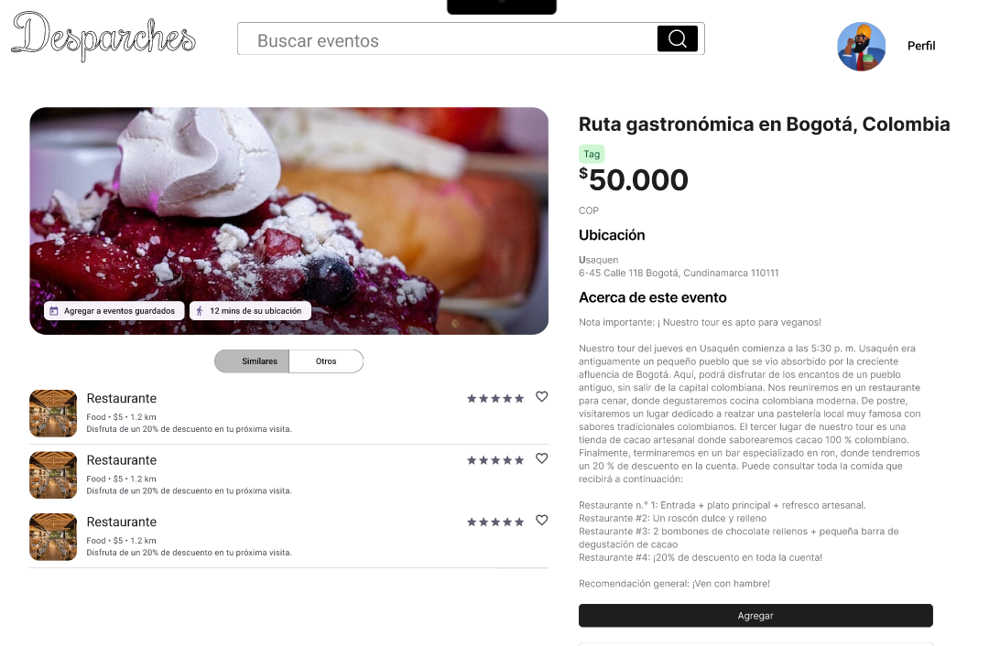 Desparches
Buscar eventos
Perfil
Agregar a eventos guardados
12 mins de su ubicación
Similares
Otros
Restaurante
Food • $5 • 1.2 km
Disfruta de un 20% de descuento en tu próxima visita.
Restaurante
Food • $5 • 1.2 km
Disfruta de un 20% de descuento en tu próxima visita.
Restaurante
Food • $5 • 1.2 km
Disfruta de un 20% de descuento en tu próxima visita.
Ruta gastronómica en Bogotá, Colombia
Tag
$50.000
COP
Ubicación
Usaquen
6-45 Calle 118 Bogotá, Cundinamarca 110111
Acerca de este evento
Nota importante: ¡ Nuestro tour es apto para veganos!
Nuestro tour del jueves en Usaquén comienza a las 5:30 p. m. Usaquén era
antiguamente un pequeño pueblo que se vio absorbido por la creciente
afluencia de Bogotá. Aquí, podrá disfrutar de los encantos de un pueblo
antiguo, sin salir de la capital colombiana. Nos reuniremos en un restaurante
para cenar, donde degustaremos cocina colombiana moderna. De postre,
visitaremos un lugar dedicado a realzar una pastelería local muy famosa con
sabores tradicionales colombianos. El tercer lugar de nuestro tour es una
tienda de cacao artesanal donde saborearemos cacao 100 % colombiano.
Finalmente, terminaremos en un bar especializado en ron, donde tendremos
un 20 % de descuento en la cuenta. Puede consultar toda la comida que
recibirá a continuación:
Restaurante n.° 1: Entrada + plato principal + refresco artesanal.
Restaurante #2: Un roscón dulce y relleno
Restaurante #3: 2 bombones de chocolate rellenos + pequeña barra de
degustación de cacao
Restaurante #4: ¡20% de descuento en toda la cuenta!
Recomendación general: ¡Ven con hambre!
Agregar